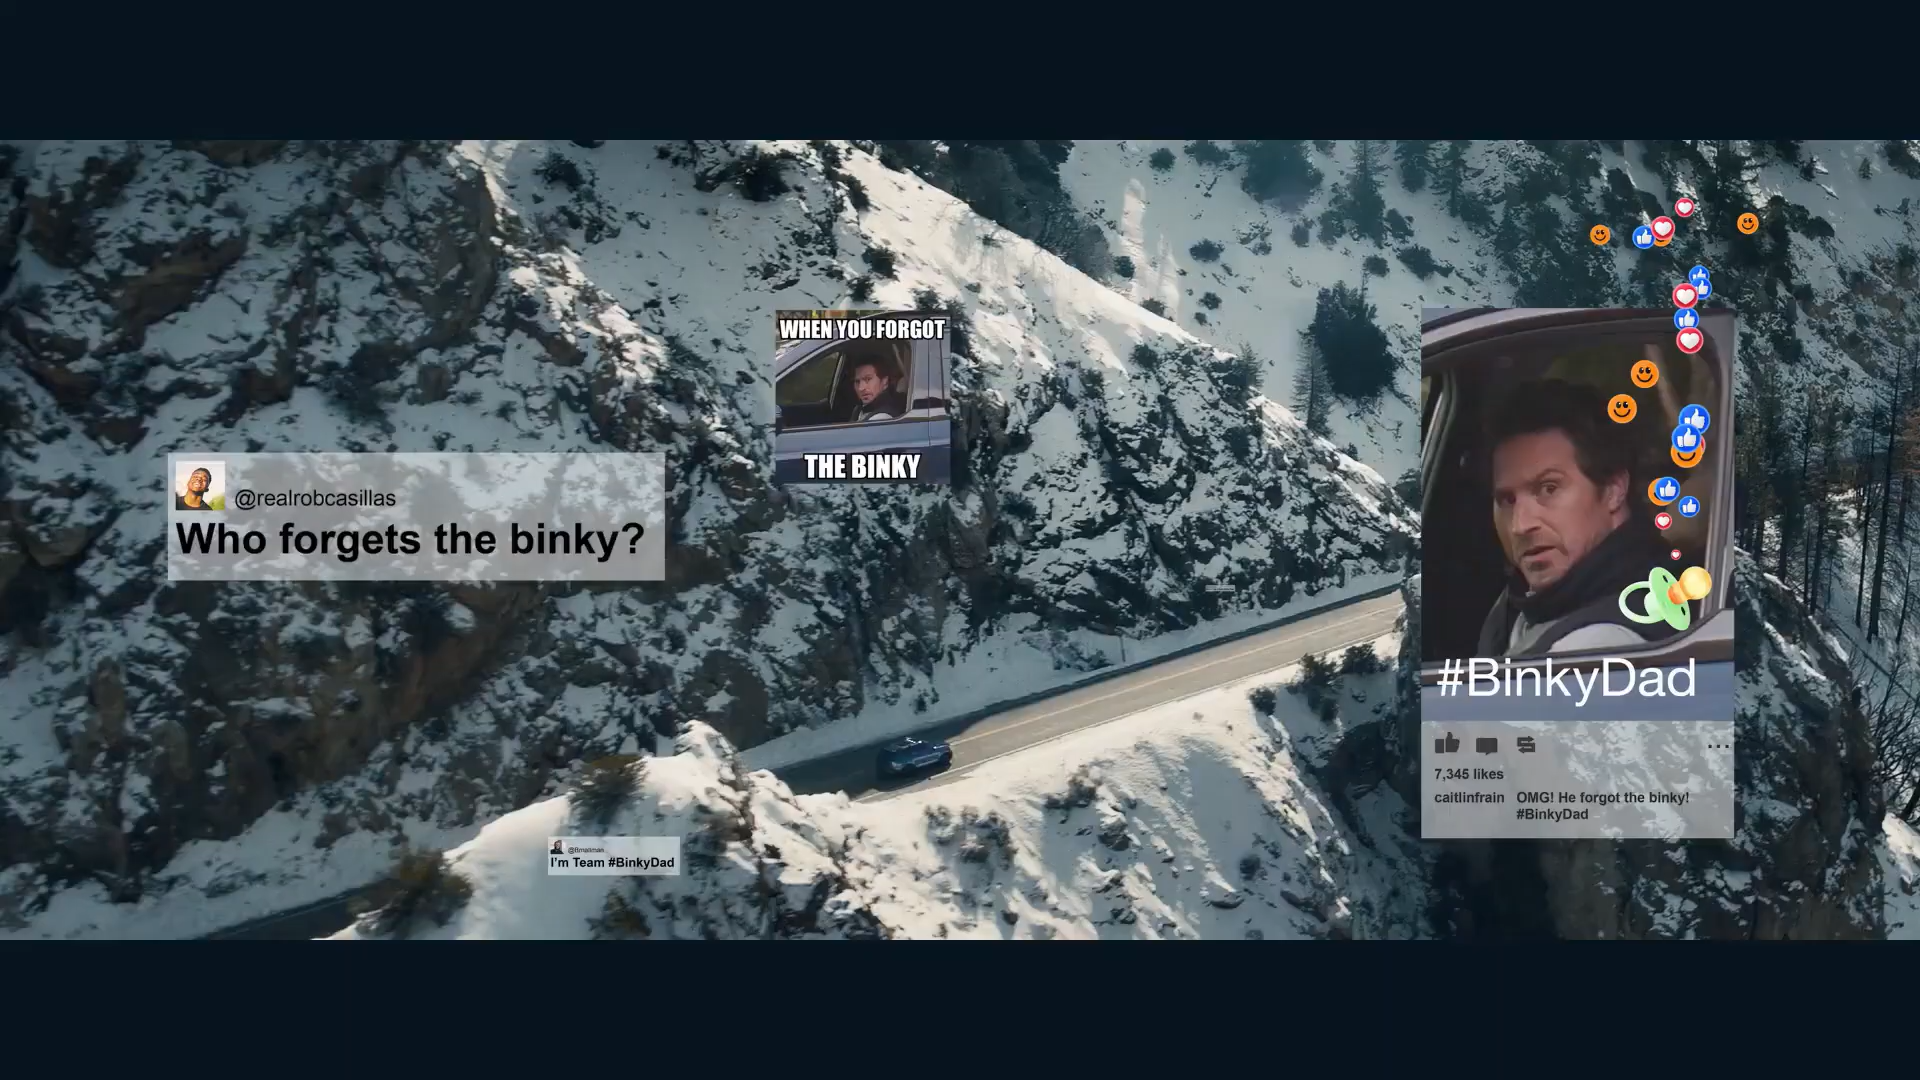 WHEN YOU FORGOT
THE BINKY
@realrobcasillas
Who forgets the binky?
#BinkyDad
7,345 likes
caitlinfrain OMG! He forgot the binky!
#BinkyDad
I'm Team #BinkyDad